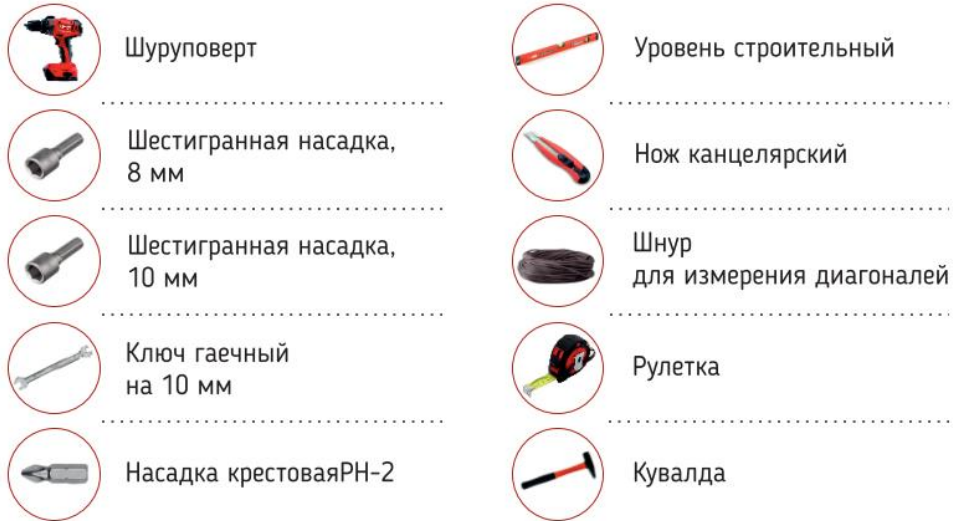 Шуруповерт
Шестигранная насадка,
8 мм
Шестигранная насадка,
10 мм
Ключ гаечный
на 10 мм
Насадка крестоваяPH-2
Уровень строительный
Нож канцелярский
Шнур
для измерения диагоналей
Рулетка
Кувалда